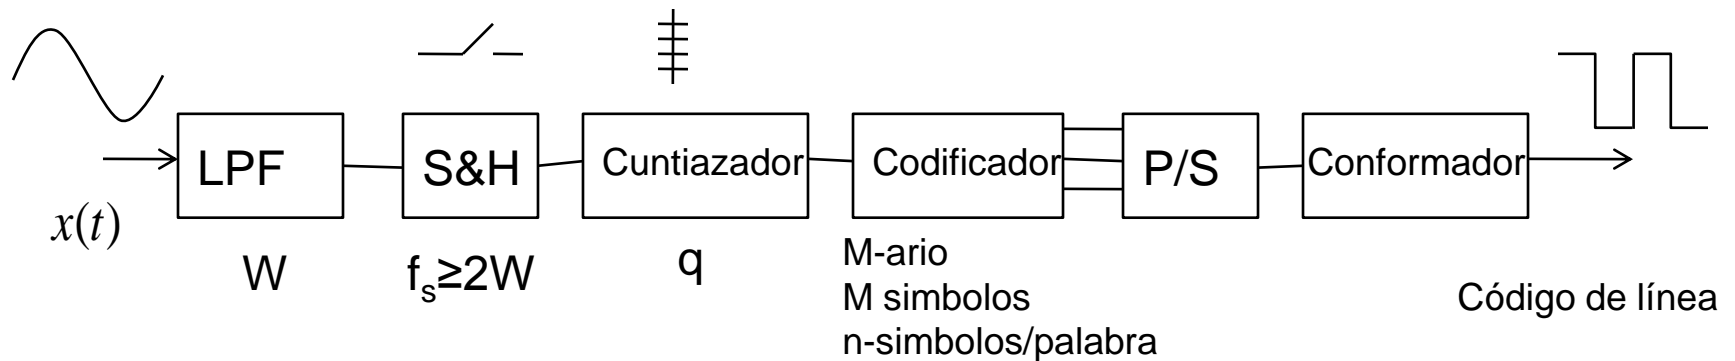 LPF
S&H
Cuntiazador
Codificador
P/S
Conformador
x(t)
W
fₛ≥2W
q
M-ario
M simbolos
n-simbolos/palabra
Código de línea